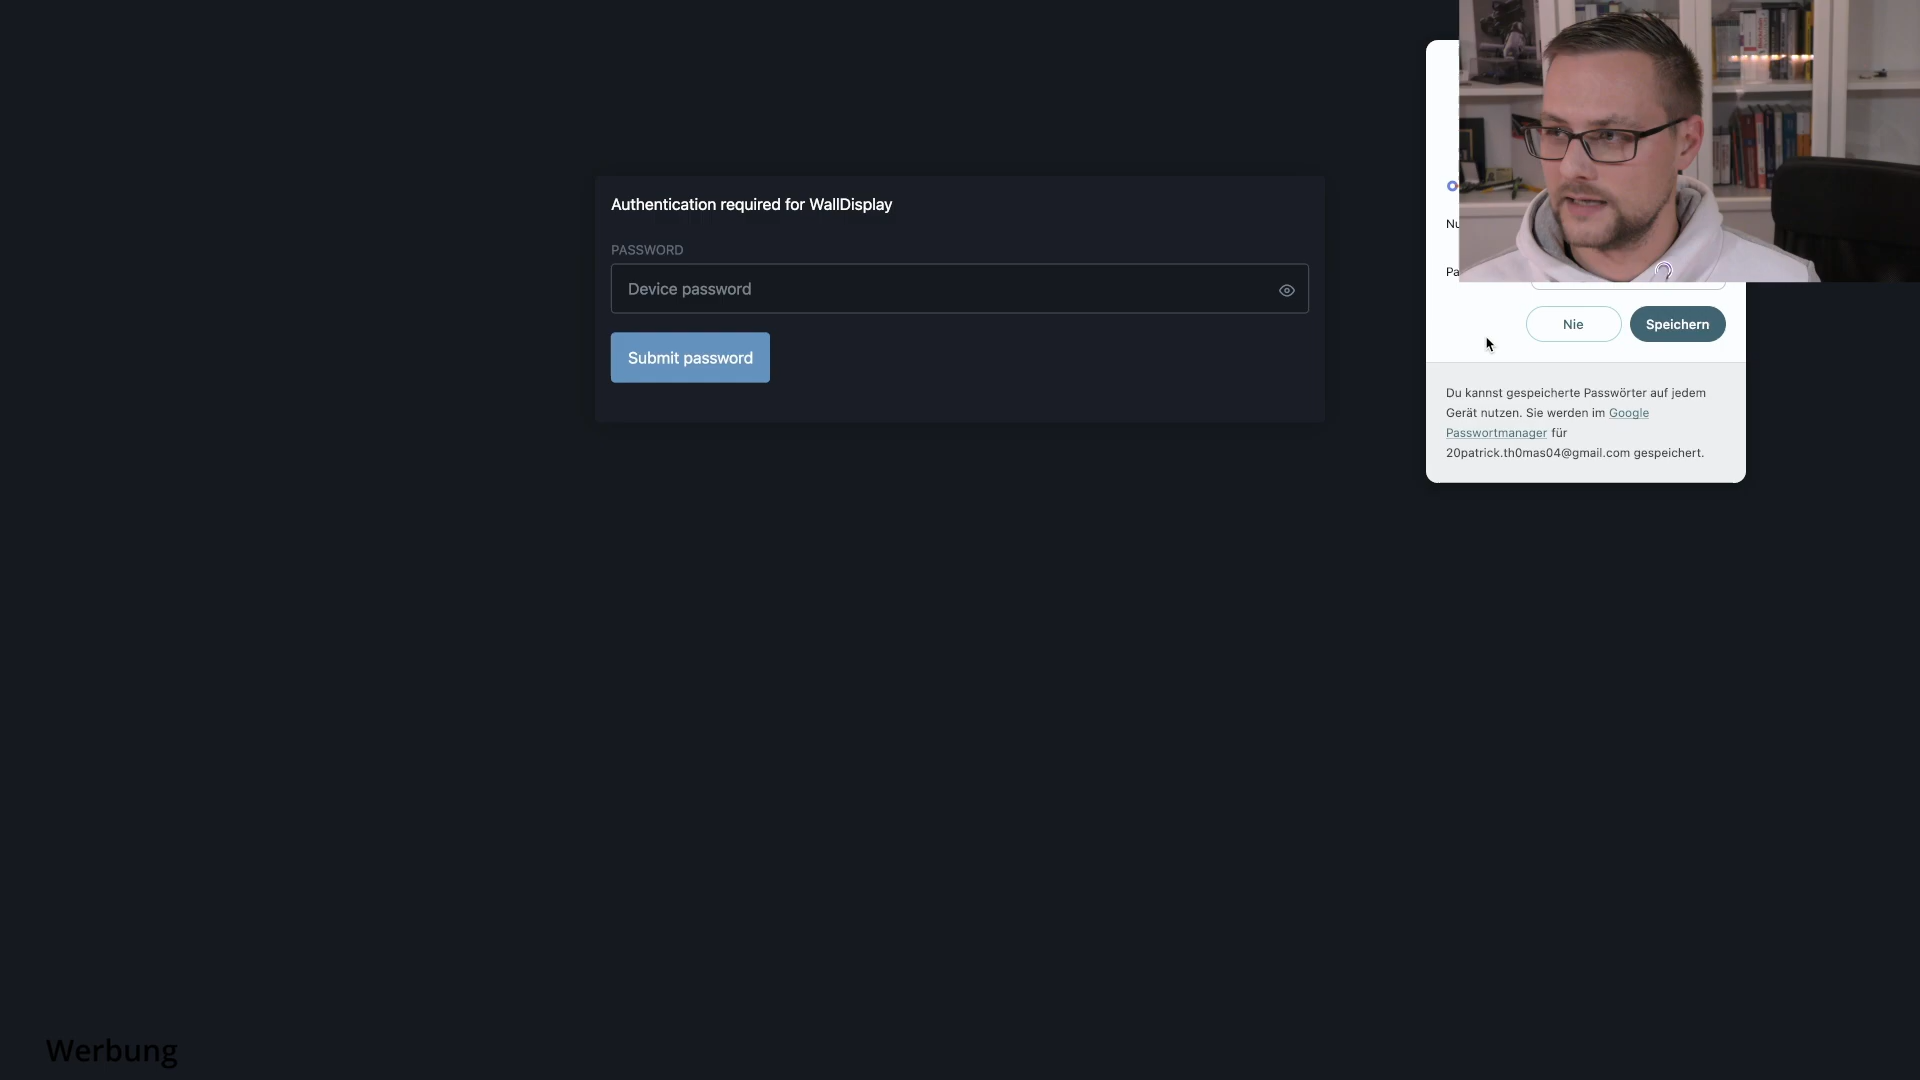 Authentication required for WallDisplay
PASSWORD
Device password
Submit password
Nie
Speichern
Du kannst gespeicherte Passwörter auf jedem
Gerät nutzen. Sie werden im Google
Passwortmanager für
20patrick.th0mas04@gmail.com gespeichert.
Werbung